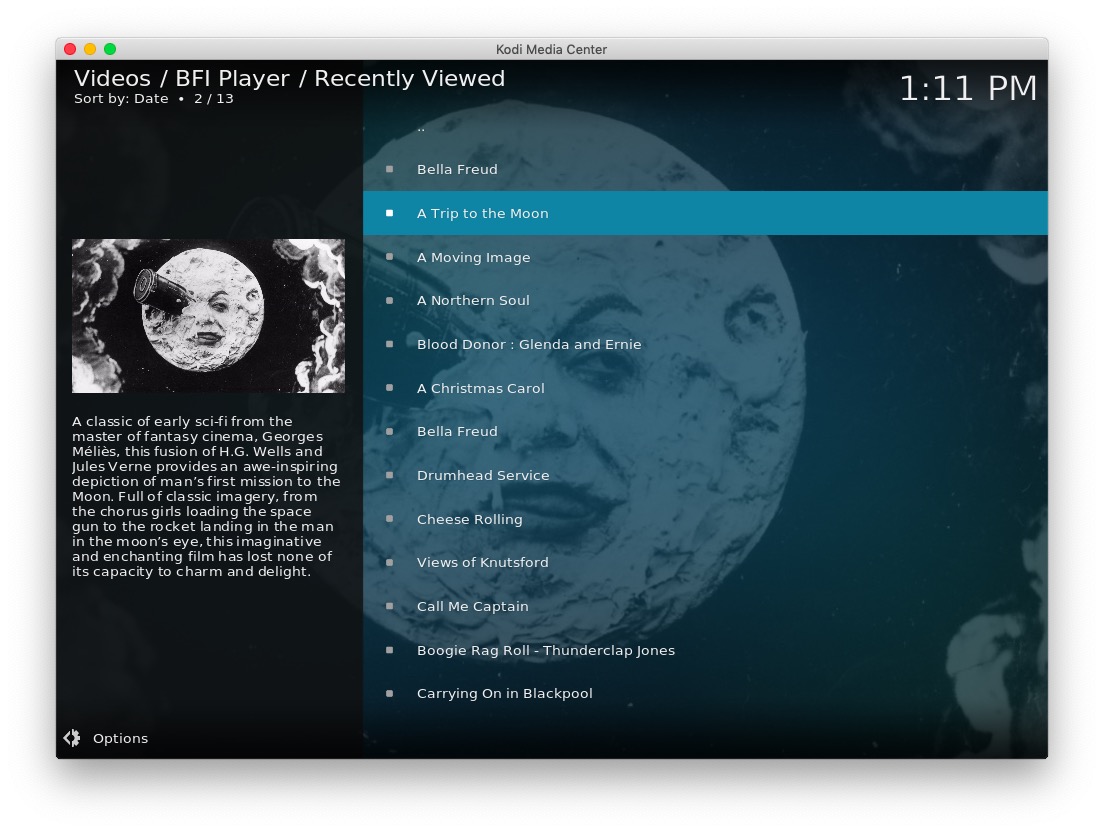 Kodi Media Center
Videos / BFI Player / Recently Viewed
Sort by: Date • 2 / 13
1:11 PM
..
Bella Freud
A Trip to the Moon
A Moving Image
A Northern Soul
Blood Donor : Glenda and Ernie
A Christmas Carol
Bella Freud
Drumhead Service
Cheese Rolling
Views of Knutsford
Call Me Captain
Boogie Rag Roll - Thunderclap Jones
Carrying On in Blackpool
A classic of early sci-fi from the
master of fantasy cinema, Georges
Méliès, this fusion of H.G. Wells and
Jules Verne provides an awe-inspiring
depiction of man’s first mission to the
Moon. Full of classic imagery, from
the chorus girls loading the space
gun to the rocket landing in the man
in the moon’s eye, this imaginative
and enchanting film has lost none of
its capacity to charm and delight.
Options